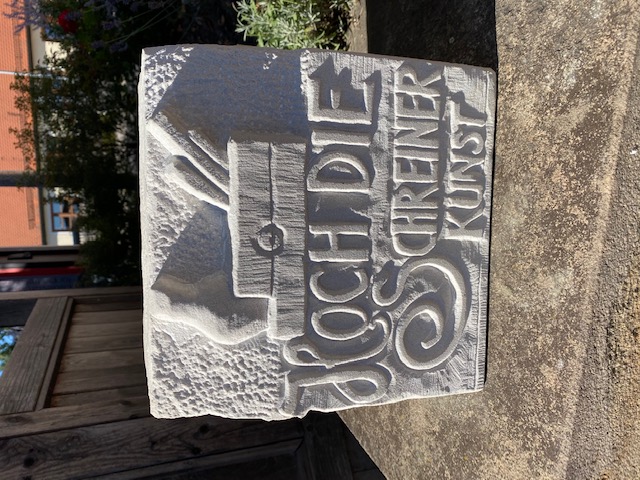 HOCH DIE
SCHREINER
KUNST